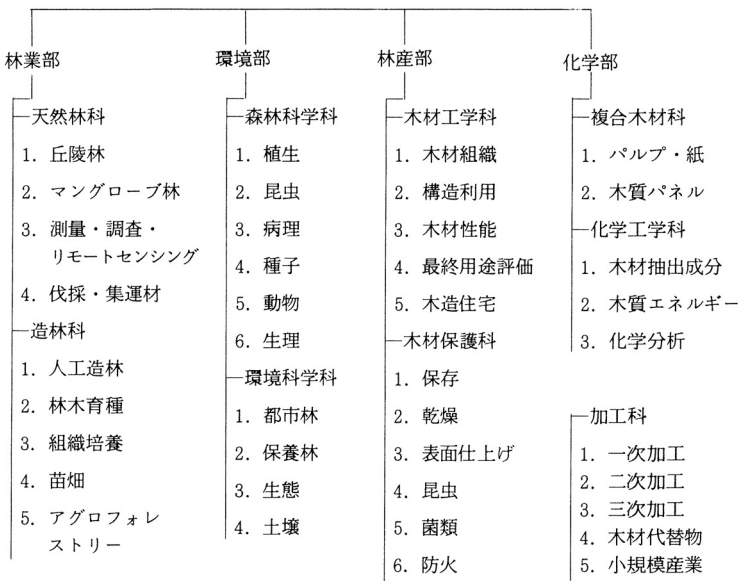 林業部
天然林科
1. 丘陵林
2. マングローブ林
3. 測量・調査・
リモートセンシング
4. 伐採・集運材
造林科
1. 人工造林
2. 林木育種
3. 組織培養
4. 苗畑
5. アグロフォレ
ストリー
環境部
森林科学科
1. 植生
2. 昆虫
3. 病理
4. 種子
5. 動物
6. 生理
環境科学科
1. 都市林
2. 保養林
3. 生態
4. 土壌
林産部
木材工学科
1. 木材組織
2. 構造利用
3. 木材性能
4. 最終用途評価
5. 木造住宅
木材保護科
1. 保存
2. 乾燥
3. 表面仕上げ
4. 昆虫
5. 菌類
6. 防火
加工科
1. 一次加工
2. 二次加工
3. 三次加工
4. 木材代替物
5. 小規模産業
化学部
複合木材科
1. パルプ・紙
2. 木質パネル
化学工学科
1. 木材抽出成分
2. 木質エネルギー
3. 化学分析